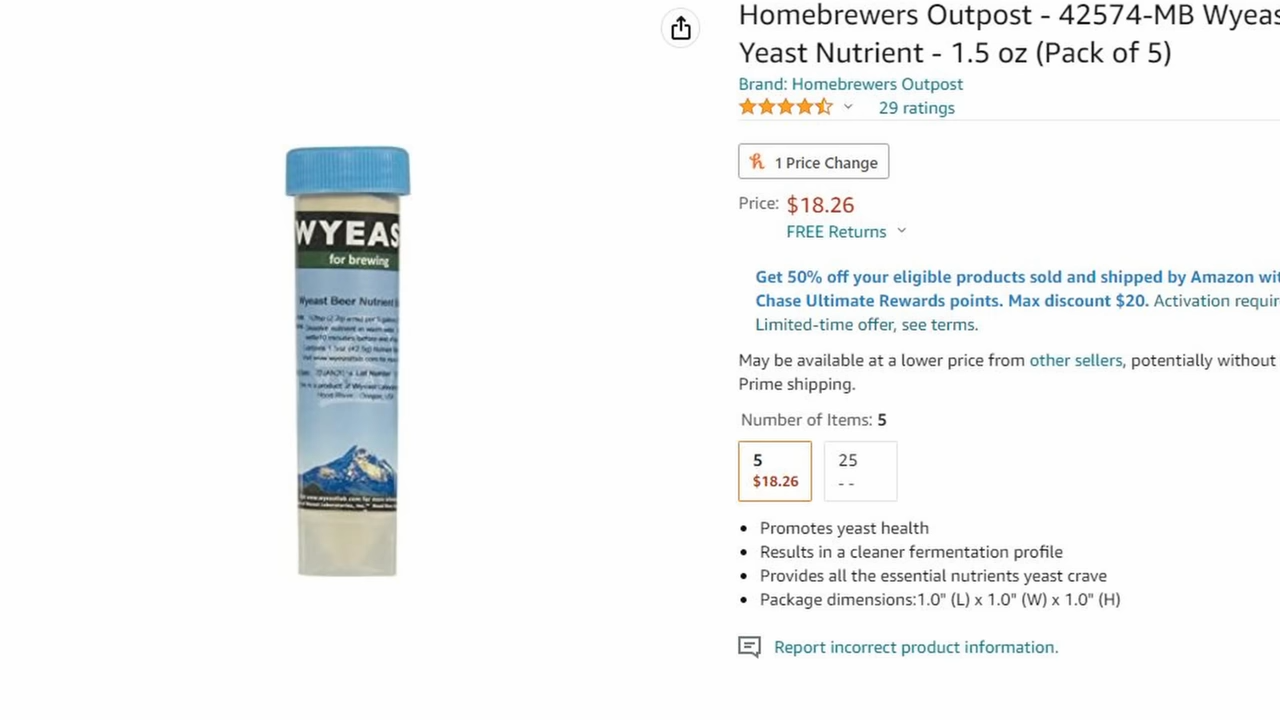 Homebrewers Outpost - 42574-MB Wyeas
Yeast Nutrient - 1.5 oz (Pack of 5)
Brand: Homebrewers Outpost
29 ratings
1 Price Change
Price: $18.26
FREE Returns
Get 50% off your eligible products sold and shipped by Amazon wit
Chase Ultimate Rewards points. Max discount $20. Activation requir
Limited-time offer, see terms.
May be available at a lower price from other sellers, potentially without
Prime shipping.
Number of Items: 5
5
$18.26
25
- -
• Promotes yeast health
• Results in a cleaner fermentation profile
• Provides all the essential nutrients yeast crave
• Package dimensions:1.0" (L) x 1.0" (W) x 1.0" (H)
Report incorrect product information.
WYEAS
for brewing
Wyeast Beer Nutrient